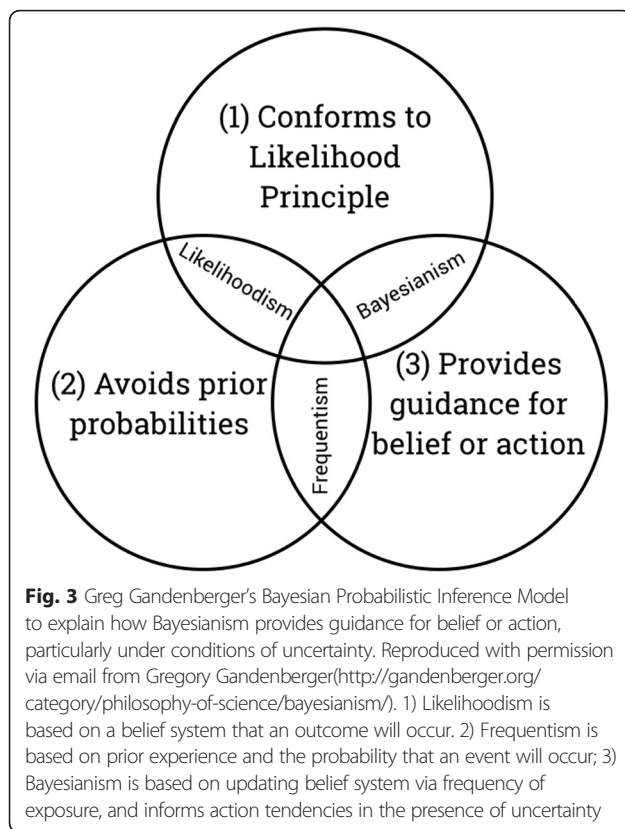 (1) Conforms to
Likelihood
Principle
Likelihoodism
Bayesianism
(2) Avoids prior
probabilities
(3) Provides
guidance for
belief or action
Frequentism
Fig. 3 Greg Gandenberger's Bayesian Probabilistic Inference Model
to explain how Bayesianism provides guidance for belief or action,
particularly under conditions of uncertainty. Reproduced with permission
via email from Gregory Gandenberger(http://gandenberger.org/
category/philosophy-of-science/bayesianism/). 1) Likelihoodism is
based on a belief system that an outcome will occur. 2) Frequentism is
based on prior experience and the probability that an event will occur; 3)
Bayesianism is based on updating belief system via frequency of
exposure, and informs action tendencies in the presence of uncertainty